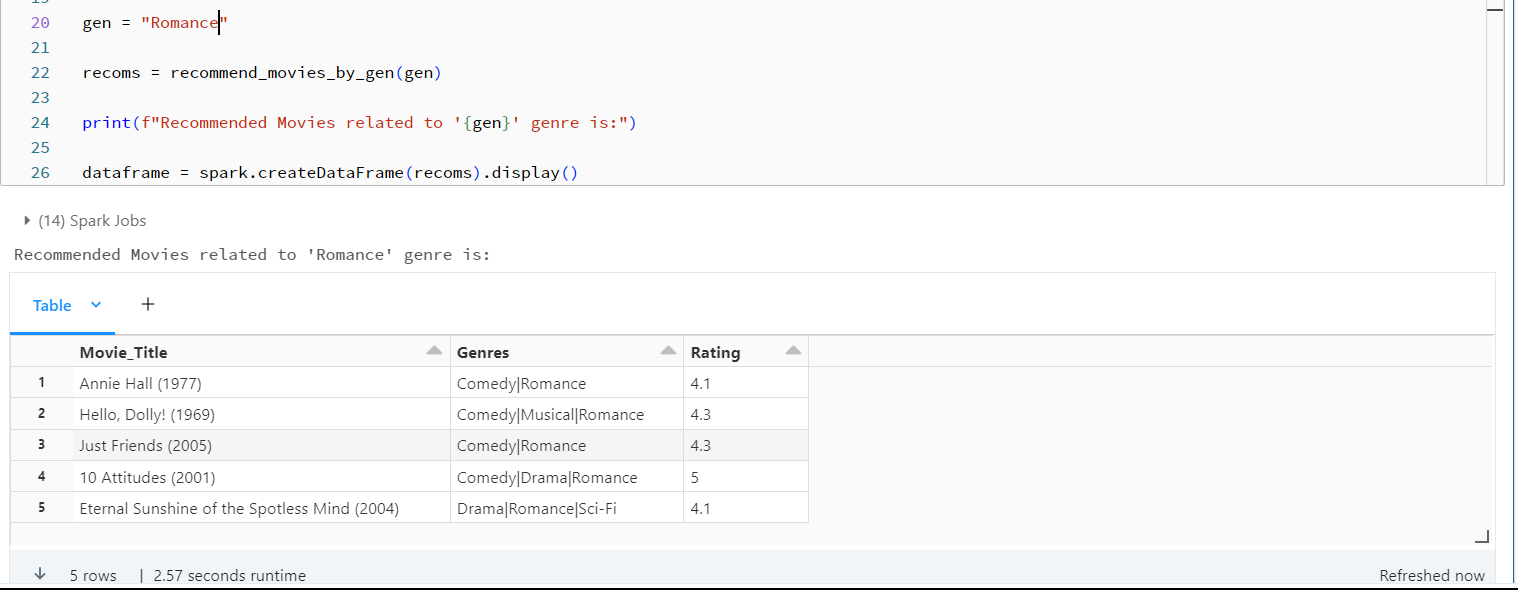 19
20 gen = "Romance"
21
22 recoms = recommend_movies_by_gen(gen)
23
24 print(f"Recommended Movies related to '{gen}' genre is:")
25
26 dataframe = spark.createDataFrame(recoms).display()
(14) Spark Jobs
Recommended Movies related to 'Romance' genre is:
Table +
Movie_Title Genres Rating
1 Annie Hall (1977) Comedy|Romance 4.1
2 Hello, Dolly! (1969) Comedy|Musical|Romance 4.3
3 Just Friends (2005) Comedy|Romance 4.3
4 10 Attitudes (2001) Comedy|Drama|Romance 5
5 Eternal Sunshine of the Spotless Mind (2004) Drama|Romance|Sci-Fi 4.1
5 rows | 2.57 seconds runtime Refreshed now